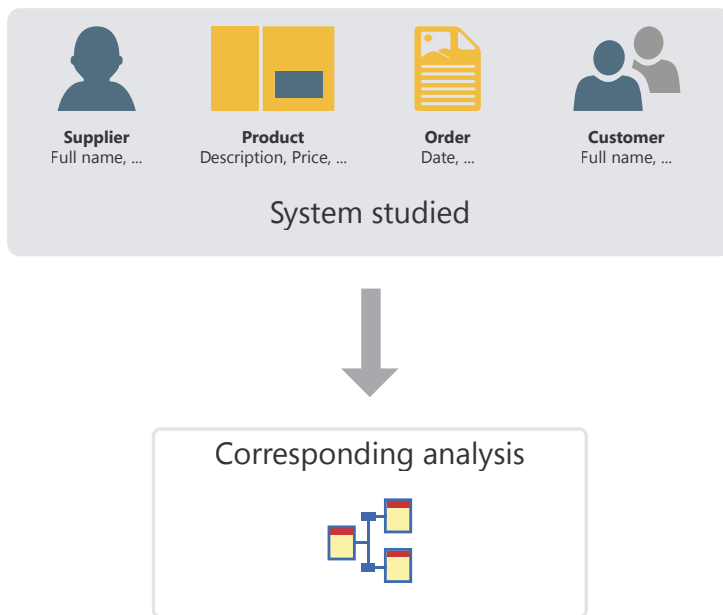 Supplier
Full name, ...
Product
Description, Price, ...
Order
Date, ...
Customer
Full name, ...
System studied
Corresponding analysis